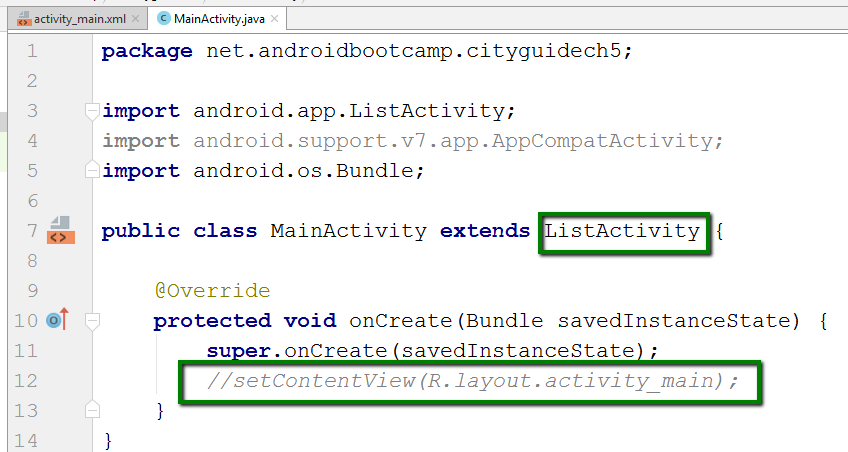 activity_main.xml MainActivity.java
1 package net.androidbootcamp.cityguidech5;
2
3 import android.app.ListActivity;
4 import android.support.v7.app.AppCompatActivity;
5 import android.os.Bundle;
6
7 public class MainActivity extends ListActivity {
8
9 @Override
10 protected void onCreate(Bundle savedInstanceState) {
11 super.onCreate(savedInstanceState);
12 //setContentView(R.layout.activity_main);
13 }
14 }